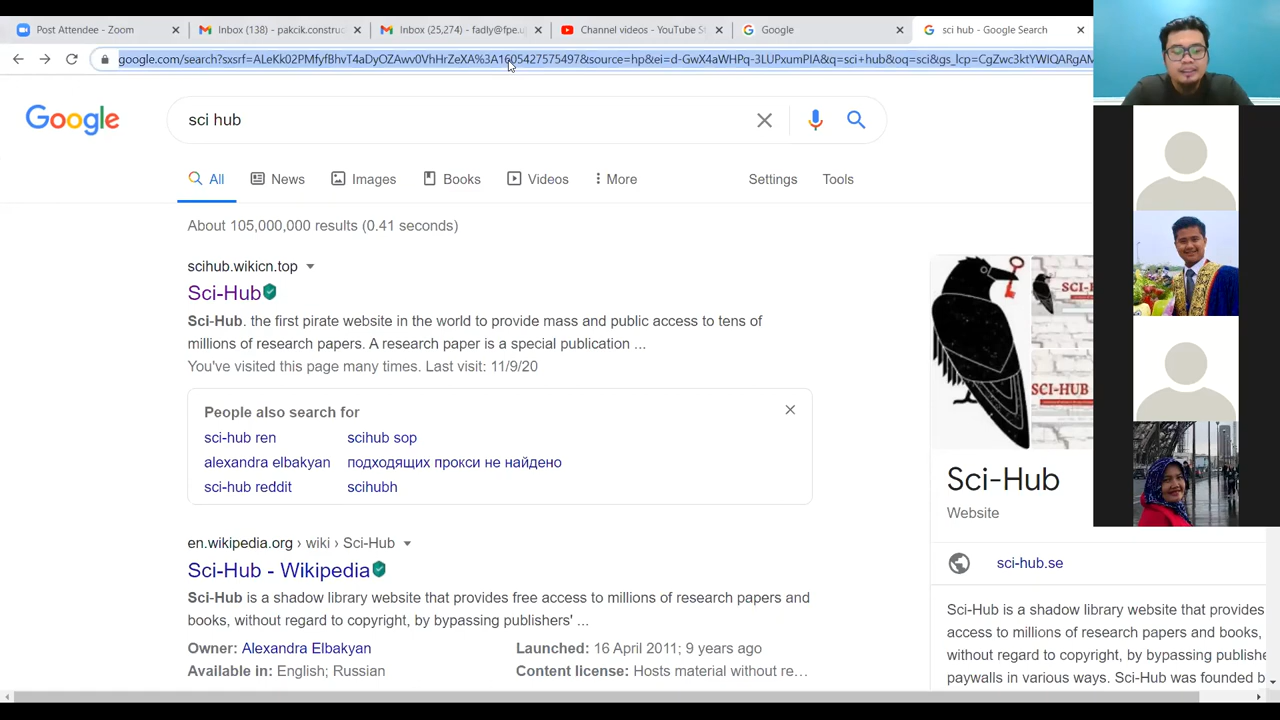 Post Attendee - Zoom
Inbox (138) - pakcik.construc
Inbox (25,274) - fadly@fpe.u
Channel videos - YouTube St
Google
sci hub - Google Search
google.com/search?sxsrf=ALeKk02PMfyfBhvT4aDyOZAwv0VhHrZeXA%3A1605427575497&source=hp&ei=d-GwX4aWHPq-3LUPxumPIA&q=sci+hub&oq=sci&gs_lcp=CgZwc3ktYWIQARgAM
Google
sci hub
All
News
Images
Books
Videos
More
Settings
Tools
About 105,000,000 results (0.41 seconds)
scihub.wikicn.top
Sci-Hub
Sci-Hub. the first pirate website in the world to provide mass and public access to tens of
millions of research papers. A research paper is a special publication ...
You've visited this page many times. Last visit: 11/9/20
People also search for
sci-hub ren
scihub sop
alexandra elbakyan
подходящих прокси не найдено
sci-hub reddit
scihubh
en.wikipedia.org › wiki › Sci-Hub
Sci-Hub - Wikipedia
Sci-Hub is a shadow library website that provides free access to millions of research papers and
books, without regard to copyright, by bypassing publishers' ...
Owner: Alexandra Elbakyan
Launched: 16 April 2011; 9 years ago
Available in: English; Russian
Content license: Hosts material without re…
SCI-H
SCI-HUB
Sci-Hub
Website
sci-hub.se
Sci-Hub is a shadow library website that provides
access to millions of research papers and books,
without regard to copyright, by bypassing publishe
paywalls in various ways. Sci-Hub was founded b